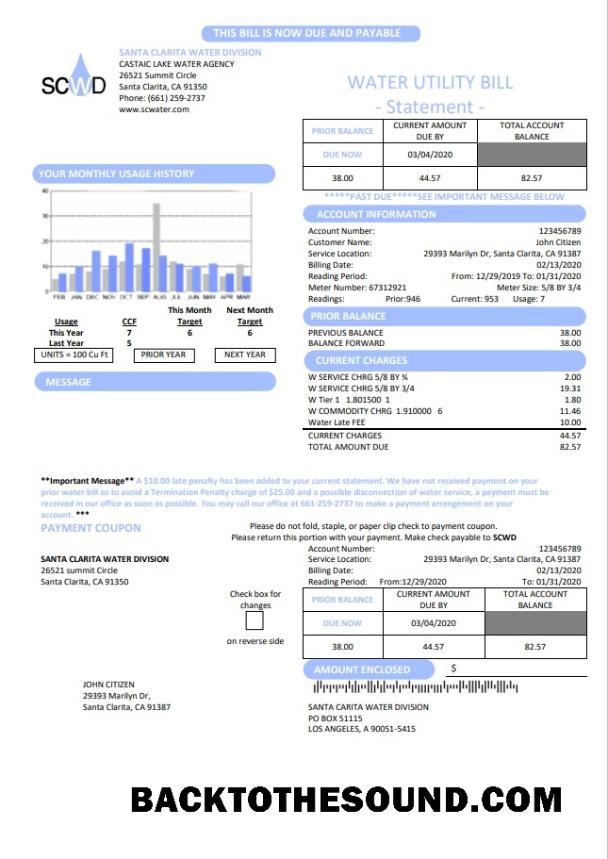 THIS BILL IS NOW DUE AND PAYABLE
SCWD
SANTA CLARITA WATER DIVISION
CASTAIC LAKE WATER AGENCY
26521 Summit Circle
Santa Clarita, CA 91350
Phone: (661) 259-2737
www.scwater.com
WATER UTILITY BILL
- Statement -
PRIOR BALANCE CURRENT AMOUNT DUE BY TOTAL ACCOUNT BALANCE
DUE NOW 03/04/2020
38.00 44.57 82.57
*****PAST DUE*****SEE IMPORTANT MESSAGE BELOW
YOUR MONTHLY USAGE HISTORY
40
30
20
10
0
FEB JAN DEC NOV OCT SEP AUG JUL JUN MAY APR MAR
This Month Next Month
Usage CCF Target Target
This Year 7 6 6
Last Year 5
UNITS = 100 Cu Ft PRIOR YEAR NEXT YEAR
MESSAGE
ACCOUNT INFORMATION
Account Number: 123456789
Customer Name: John Citizen
Service Location: 29393 Marilyn Dr, Santa Clarita, CA 91387
Billing Date: 02/13/2020
Reading Period: From: 12/29/2019 To: 01/31/2020
Meter Number: 67312921 Meter Size: 5/8 BY 3/4
Readings: Prior:946 Current: 953 Usage: 7
PRIOR BALANCE
PREVIOUS BALANCE 38.00
BALANCE FORWARD 38.00
CURRENT CHARGES
W SERVICE CHRG 5/8 BY ¾ 2.00
W SERVICE CHRG 5/8 BY 3/4 19.31
W Tier 1 1.801500 1 1.80
W COMMODITY CHRG 1.910000 6 11.46
Water Late FEE 10.00
CURRENT CHARGES 44.57
TOTAL AMOUNT DUE 82.57
**Important Message** A $10.00 late penalty has been added to your current statement. We have not received payment on your
prior water bill so to avoid a Termination Penalty charge of $25.00 and a possible disconnection of water service, a payment must be
received in our office as soon as possible. You may call our office at 661-259-2737 to make a payment arrangement on your
account. ***
PAYMENT COUPON
Please do not fold, staple, or paper clip check to payment coupon.
Please return this portion with your payment. Make check payable to SCWD
SANTA CLARITA WATER DIVISION
26521 summit Circle
Santa Clarita, CA 91350
Account Number: 123456789
Service Location: 29393 Marilyn Dr, Santa Clarita, CA 91387
Billing Date: 02/13/2020
Reading Period: From:12/29/2020 To: 01/31/2020
Check box for
changes
on reverse side
PRIOR BALANCE CURRENT AMOUNT DUE BY TOTAL ACCOUNT BALANCE
DUE NOW 03/04/2020
38.00 44.57 82.57
AMOUNT ENCLOSED $
JOHN CITIZEN
29393 Marilyn Dr,
Santa Clarita, CA 91387
SANTA CARITA WATER DIVISION
PO BOX 51115
LOS ANGELES, A 90051-5415
BACKTOTHESOUND.COM